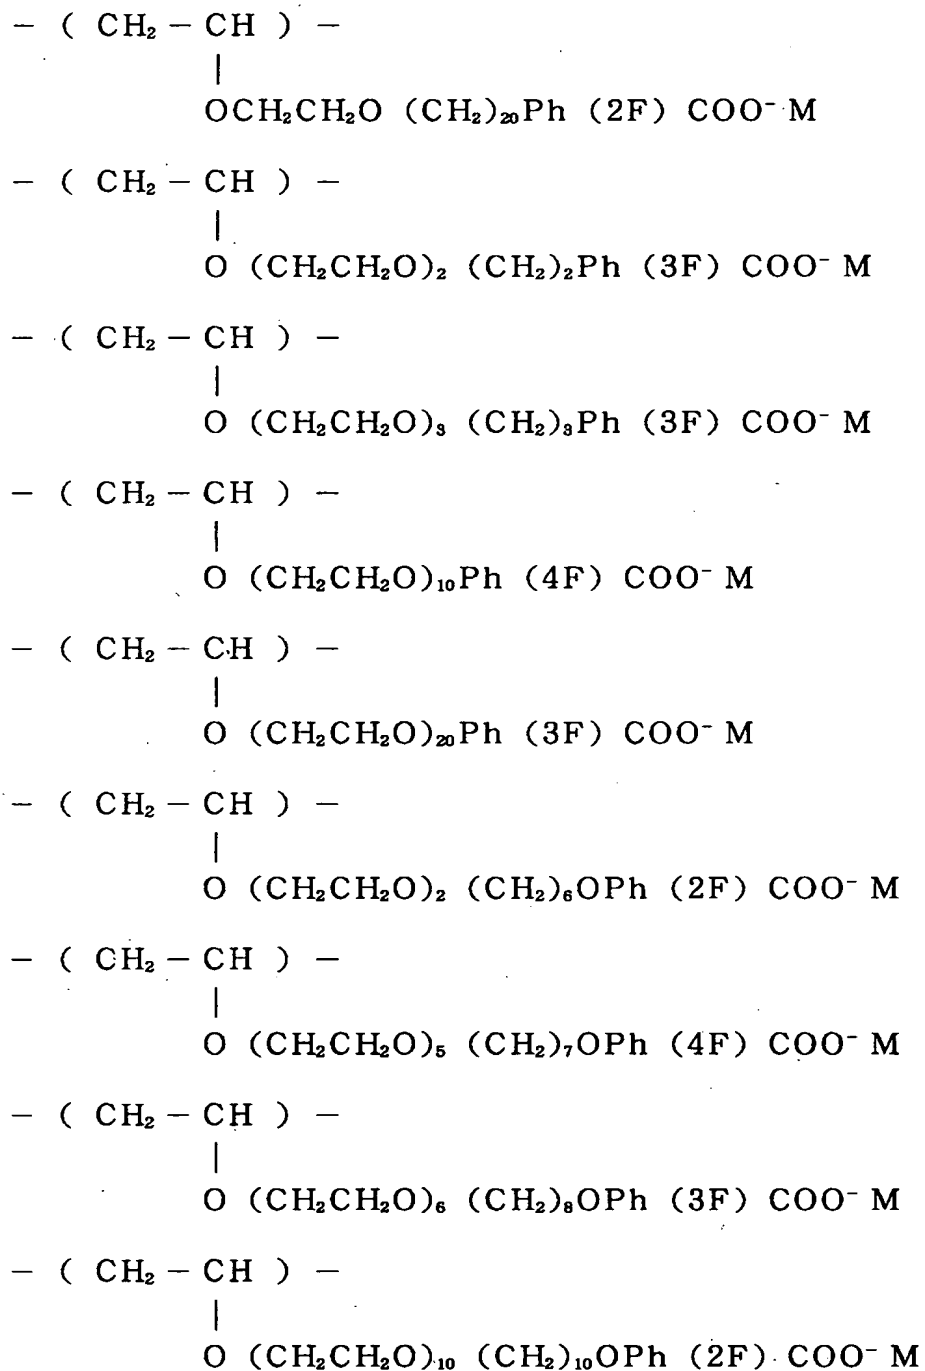 — ( CH₂ — CH ) —
|
OCH₂CH₂O (CH₂)₂₀Ph (2F) COO⁻ M
— ( CH₂ — CH ) —
|
O (CH₂CH₂O)₂ (CH₂)₂Ph (3F) COO⁻ M
— ( CH₂ — CH ) —
|
O (CH₂CH₂O)₃ (CH₂)₃Ph (3F) COO⁻ M
— ( CH₂ — CH ) —
|
O (CH₂CH₂O)₁₀Ph (4F) COO⁻ M
— ( CH₂ — CH ) —
|
O (CH₂CH₂O)₂₀Ph (3F) COO⁻ M
— ( CH₂ — CH ) —
|
O (CH₂CH₂O)₂ (CH₂)₆OPh (2F) COO⁻ M
— ( CH₂ — CH ) —
|
O (CH₂CH₂O)₅ (CH₂)₇OPh (4F) COO⁻ M
— ( CH₂ — CH ) —
|
O (CH₂CH₂O)₆ (CH₂)₈OPh (3F) COO⁻ M
— ( CH₂ — CH ) —
|
O (CH₂CH₂O)₁₀ (CH₂)₁₀OPh (2F) COO⁻ M